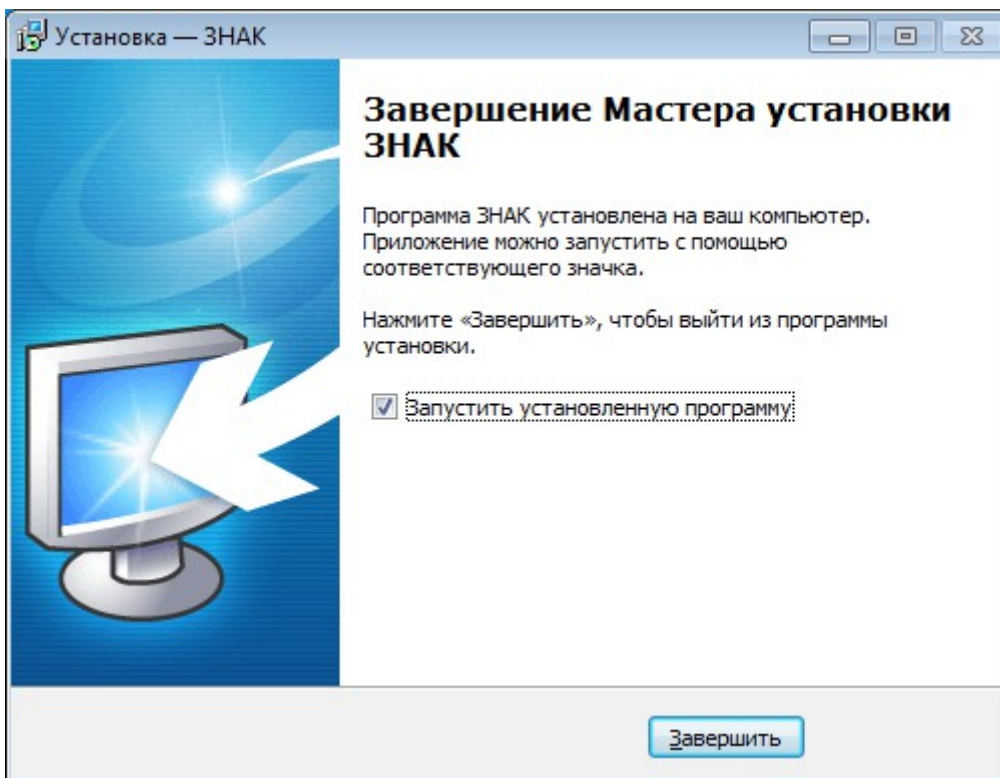 Установка — ЗНАК
Завершение Мастера установки
ЗНАК
Программа ЗНАК установлена на ваш компьютер.
Приложение можно запустить с помощью
соответствующего значка.
Нажмите «Завершить», чтобы выйти из программы
установки.
Запустить установленную программу
Завершить